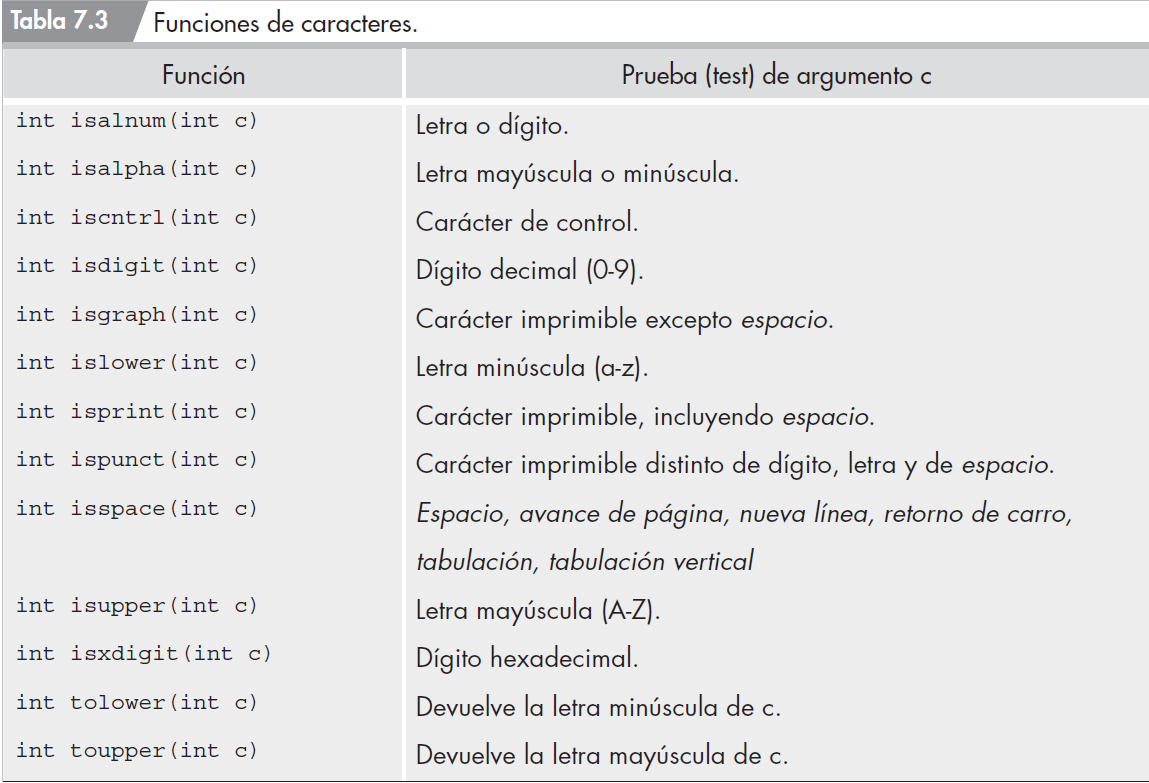 Tabla 7.3 Funciones de caracteres.
Función Prueba (test) de argumento c
int isalnum(int c) Letra o dígito.
int isalpha(int c) Letra mayúscula o minúscula.
int iscntrl(int c) Carácter de control.
int isdigit(int c) Dígito decimal (0-9).
int isgraph(int c) Carácter imprimible excepto espacio.
int islower(int c) Letra minúscula (a-z).
int isprint(int c) Carácter imprimible, incluyendo espacio.
int ispunct(int c) Carácter imprimible distinto de dígito, letra y de espacio.
int isspace(int c) Espacio, avance de página, nueva línea, retorno de carro,
tabulación, tabulación vertical
int isupper(int c) Letra mayúscula (A-Z).
int isxdigit(int c) Dígito hexadecimal.
int tolower(int c) Devuelve la letra minúscula de c.
int toupper(int c) Devuelve la letra mayúscula de c.